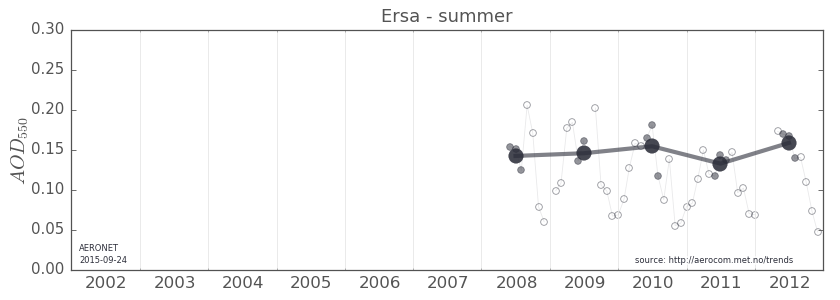 Ersa - summer
0.30
0.25
0.20
0.15
0.10
0.05
0.00
AOD550
AERONET
2015-09-24
source: http://aerocom.met.no/trends
2002 2003 2004 2005 2006 2007 2008 2009 2010 2011 2012